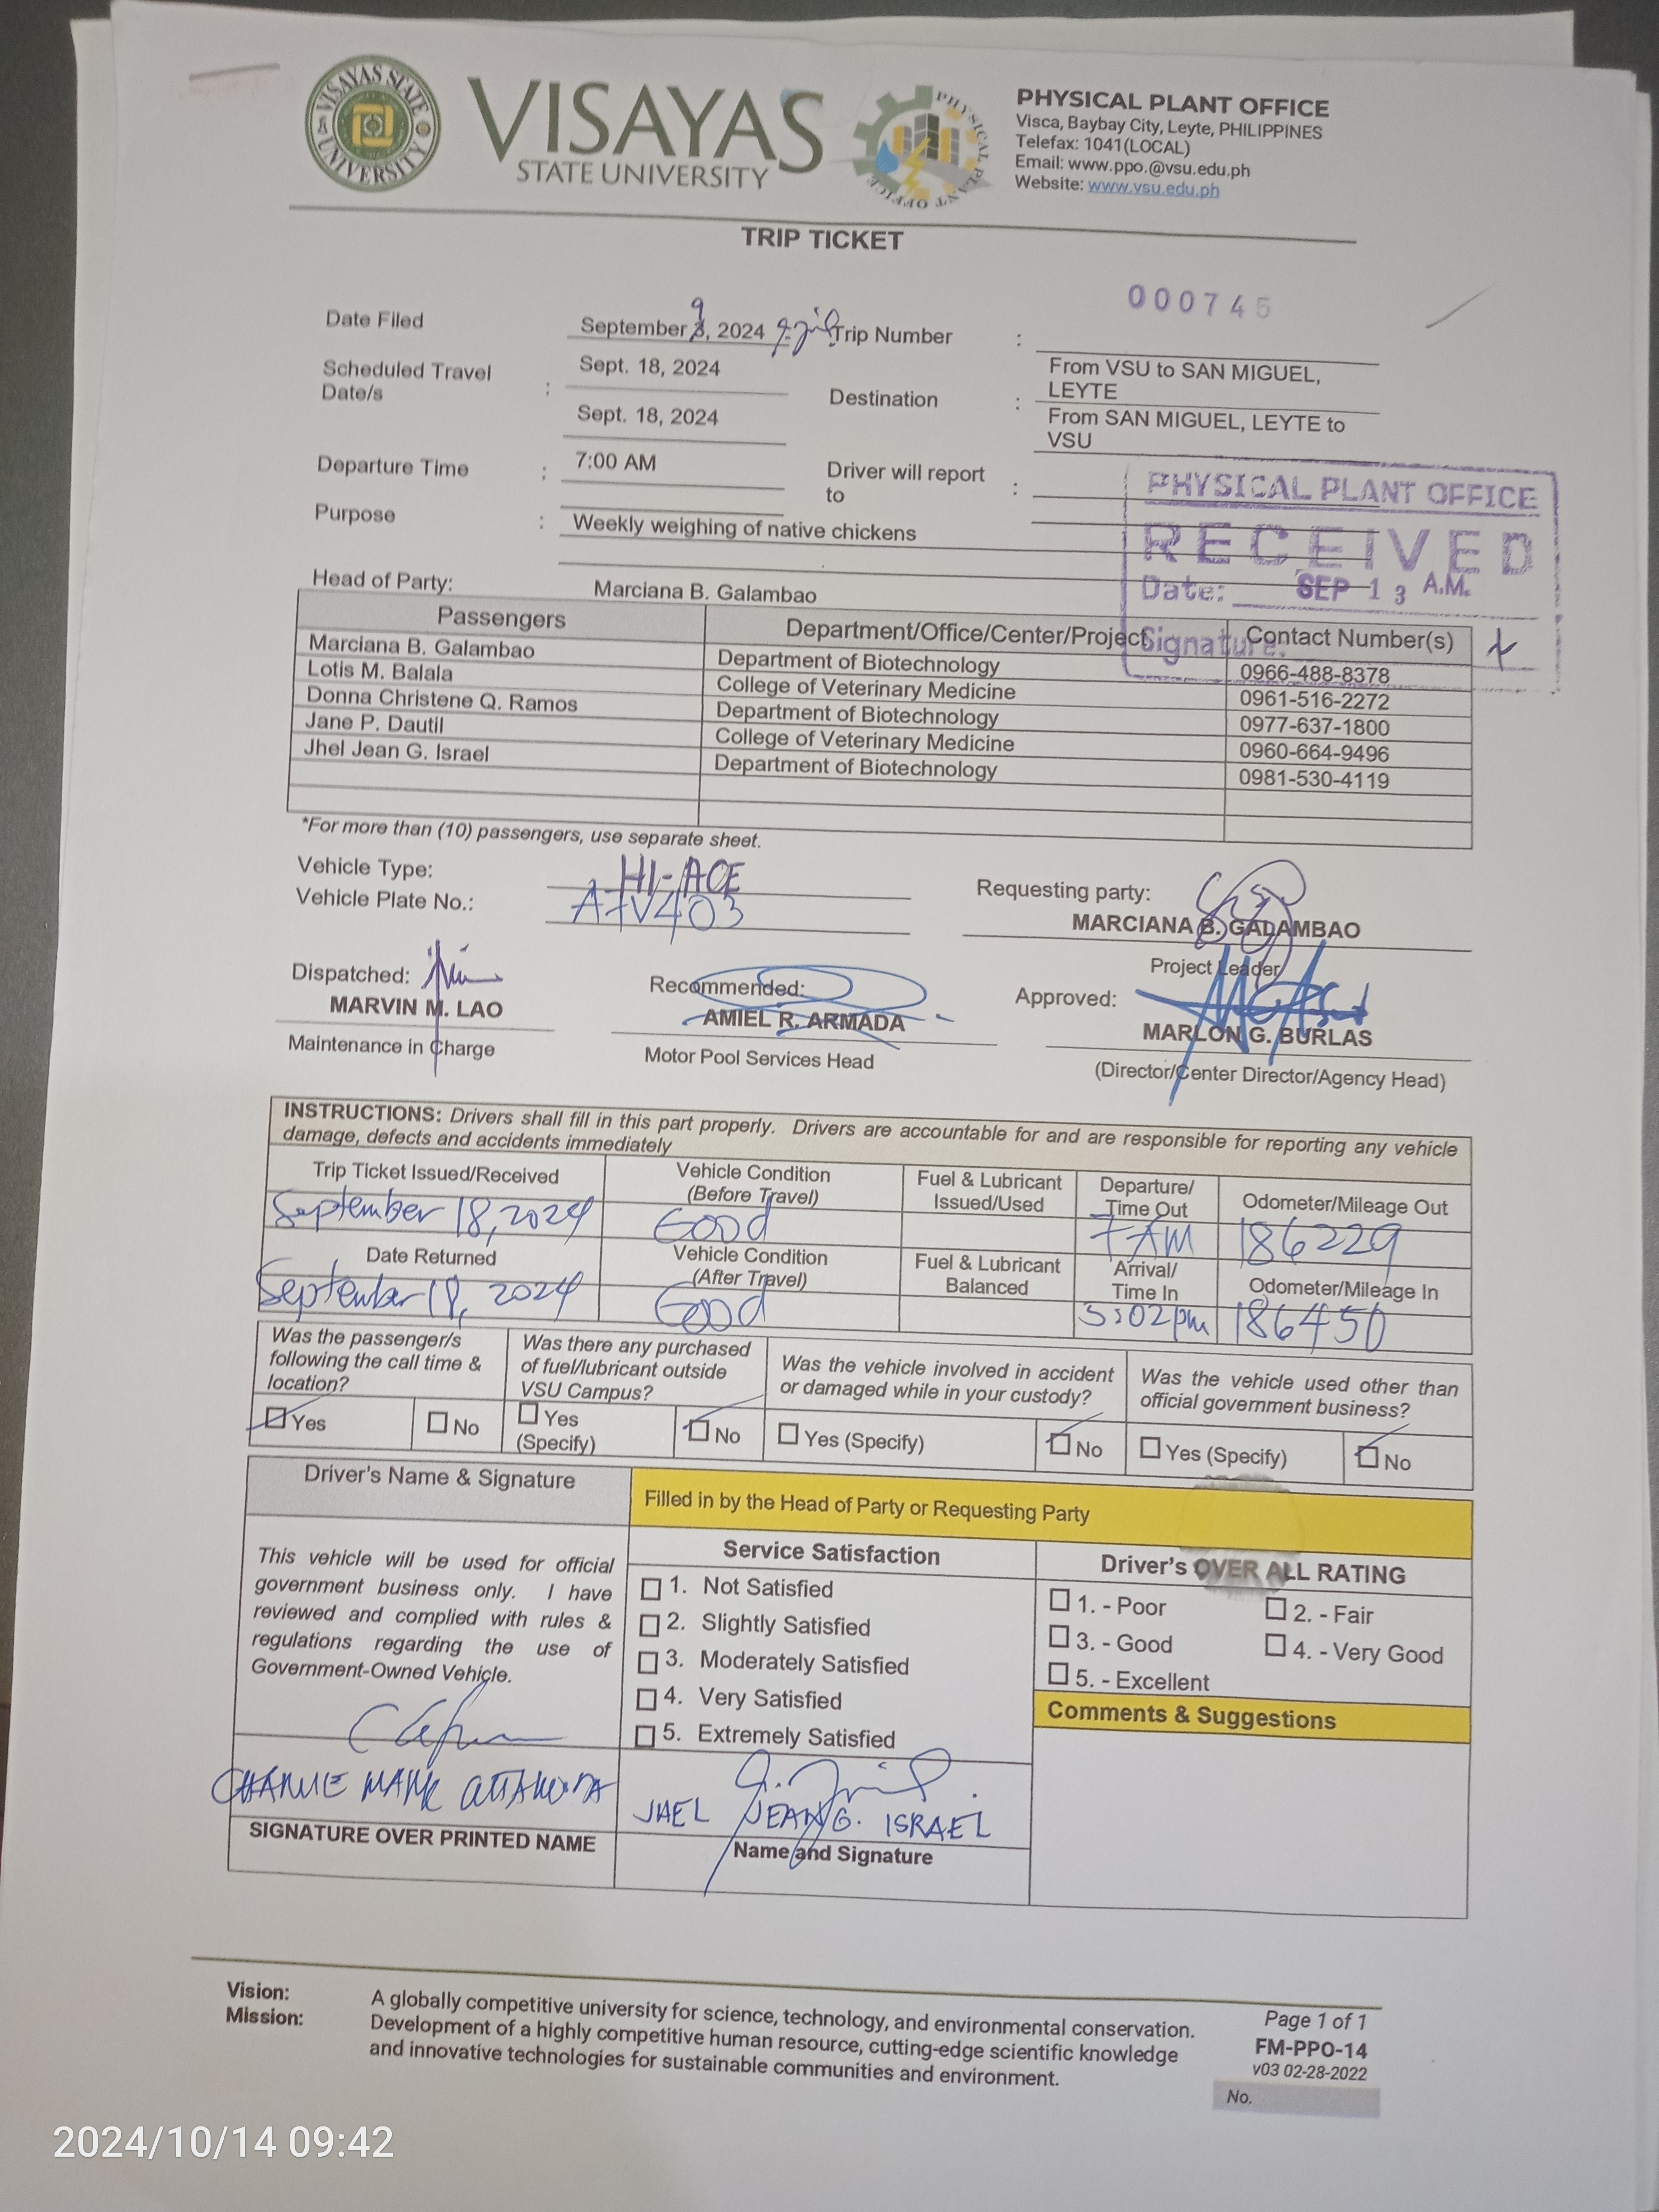 VISAYAS STATE UNIVERSITY
VISAYAS
STATE UNIVERSITY
PHYSICAL PLANT OFFICE
PHYSICAL PLANT OFFICE
Visca, Baybay City, Leyte, PHILIPPINES
Telefax: 1041(LOCAL)
Email: www.ppo.@vsu.edu.ph
Website: www.vsu.edu.ph
TRIP TICKET
000745
Date Filed September 9, 2024 Trip Number :
Scheduled Travel Date/s : Sept. 18, 2024
Sept. 18, 2024
Destination : From VSU to SAN MIGUEL, LEYTE
From SAN MIGUEL, LEYTE to VSU
Departure Time : 7:00 AM Driver will report to :
Purpose : Weekly weighing of native chickens
PHYSICAL PLANT OFFICE
RECEIVED
Date: SEP 13 A.M.
Signature:
Head of Party: Marciana B. Galambao
Passengers Department/Office/Center/Project Contact Number(s)
Marciana B. Galambao Department of Biotechnology 0966-488-8378
Lotis M. Balala College of Veterinary Medicine 0961-516-2272
Donna Christene Q. Ramos Department of Biotechnology 0977-637-1800
Jane P. Dautil College of Veterinary Medicine 0960-664-9496
Jhel Jean G. Israel Department of Biotechnology 0981-530-4119
*For more than (10) passengers, use separate sheet.
Vehicle Type: HI-ACE
Vehicle Plate No.:
Requesting party:
MARCIANA B. GALAMBAO
Project Leader
Dispatched:
MARVIN M. LAO
Maintenance in Charge
Recommended:
AMIEL R. ARMADA
Motor Pool Services Head
Approved:
MARLON G. BURLAS
(Director/Center Director/Agency Head)
INSTRUCTIONS: Drivers shall fill in this part properly. Drivers are accountable for and are responsible for reporting any vehicle
damage, defects and accidents immediately
Trip Ticket Issued/Received Vehicle Condition (Before Travel) Fuel & Lubricant Issued/Used Departure/ Time Out Odometer/Mileage Out
September 18, 2024 Good 7AM 186229
Date Returned Vehicle Condition (After Travel) Fuel & Lubricant Balanced Arrival/ Time In Odometer/Mileage In
September 18, 2024 Good 5:02pm 186450
Was the passenger/s following the call time & location?
Was there any purchased of fuel/lubricant outside VSU Campus?
Was the vehicle involved in accident or damaged while in your custody?
Was the vehicle used other than official government business?
Yes No Yes (Specify) No Yes (Specify) No Yes (Specify) No
Driver's Name & Signature
Filled in by the Head of Party or Requesting Party
This vehicle will be used for official
government business only. I have
reviewed and complied with rules &
regulations regarding the use of
Government-Owned Vehicle.
Service Satisfaction
1. Not Satisfied
2. Slightly Satisfied
3. Moderately Satisfied
4. Very Satisfied
5. Extremely Satisfied
Driver's OVER ALL RATING
1. - Poor 2. - Fair
3. - Good 4. - Very Good
5. - Excellent
Comments & Suggestions
MARK
SIGNATURE OVER PRINTED NAME
JHEL JEAN G. ISRAEL
Name and Signature
Vision: A globally competitive university for science, technology, and environmental conservation.
Mission: Development of a highly competitive human resource, cutting-edge scientific knowledge
and innovative technologies for sustainable communities and environment.
Page 1 of 1
FM-PPO-14
v03 02-28-2022
No.
2024/10/14 09:42